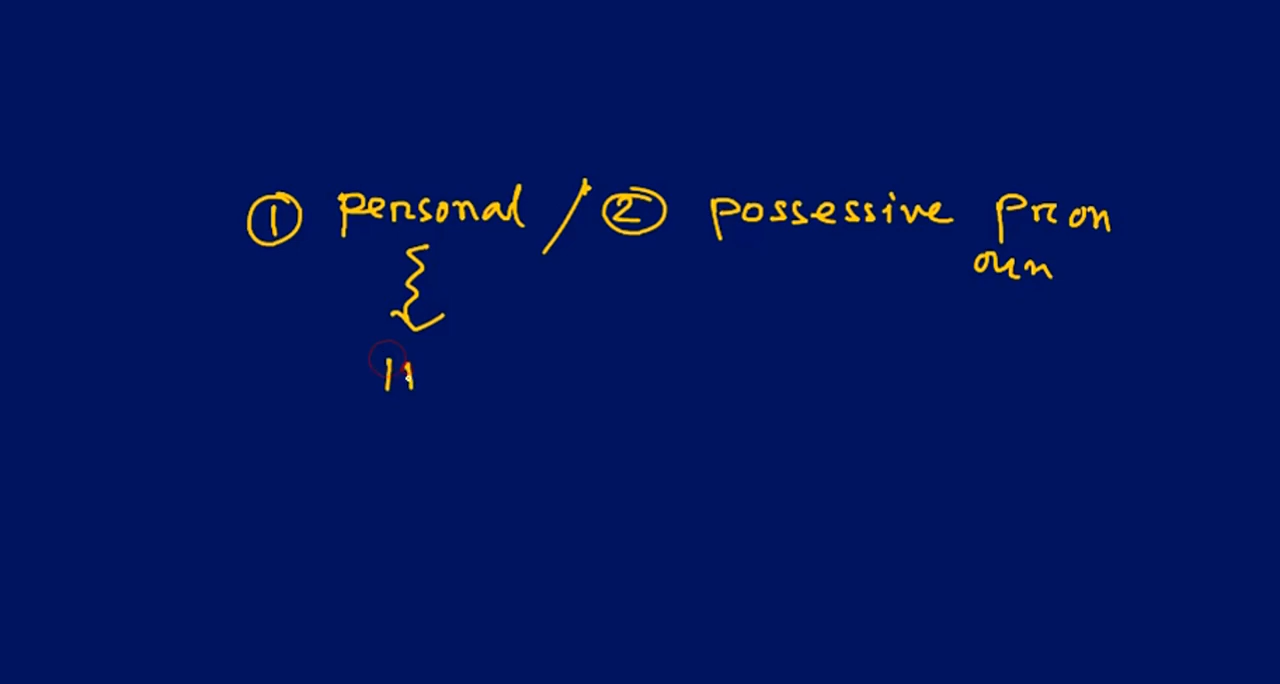 ① personal / ② possessive pron
oun